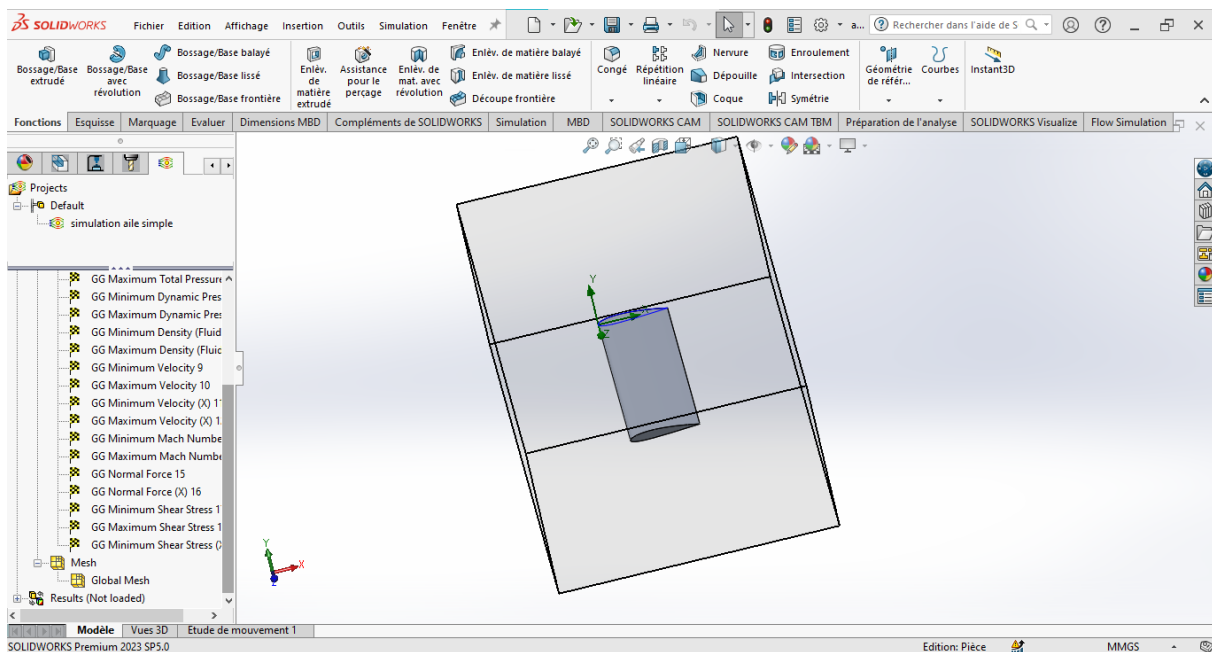 SOLIDWORKS Fichier Edition Affichage Insertion Outils Simulation Fenêtre a... Rechercher dans l'aide de S
Bossage/Base extrudé
Bossage/Base avec révolution
Bossage/Base balayé
Bossage/Base lissé
Bossage/Base frontière
Enlèv. de matière extrudé
Assistance pour le perçage
Enlèv. de mat. avec révolution
Enlèv. de matière balayé
Enlèv. de matière lissé
Découpe frontière
Congé
Répétition linéaire
Nervure
Dépouille
Coque
Enroulement
Intersection
Symétrie
Géométrie de référ...
Courbes
Instant3D
Fonctions Esquisse Marquage Evaluer Dimensions MBD Compléments de SOLIDWORKS Simulation MBD SOLIDWORKS CAM SOLIDWORKS CAM TBM Préparation de l'analyse SOLIDWORKS Visualize Flow Simulation
Projects
Default
simulation aile simple
GG Maximum Total Pressure
GG Minimum Dynamic Pres
GG Maximum Dynamic Pres
GG Minimum Density (Fluid
GG Maximum Density (Fluid
GG Minimum Velocity 9
GG Maximum Velocity 10
GG Minimum Velocity (X) 1
GG Maximum Velocity (X) 1
GG Minimum Mach Numbe
GG Maximum Mach Numbe
GG Normal Force 15
GG Normal Force (X) 16
GG Minimum Shear Stress 1
GG Maximum Shear Stress 1
GG Minimum Shear Stress (
Mesh
Global Mesh
Results (Not loaded)
Y
X
Z
Y
X
Z
Modèle Vues 3D Etude de mouvement 1
SOLIDWORKS Premium 2023 SP5.0 Edition: Pièce MMGS